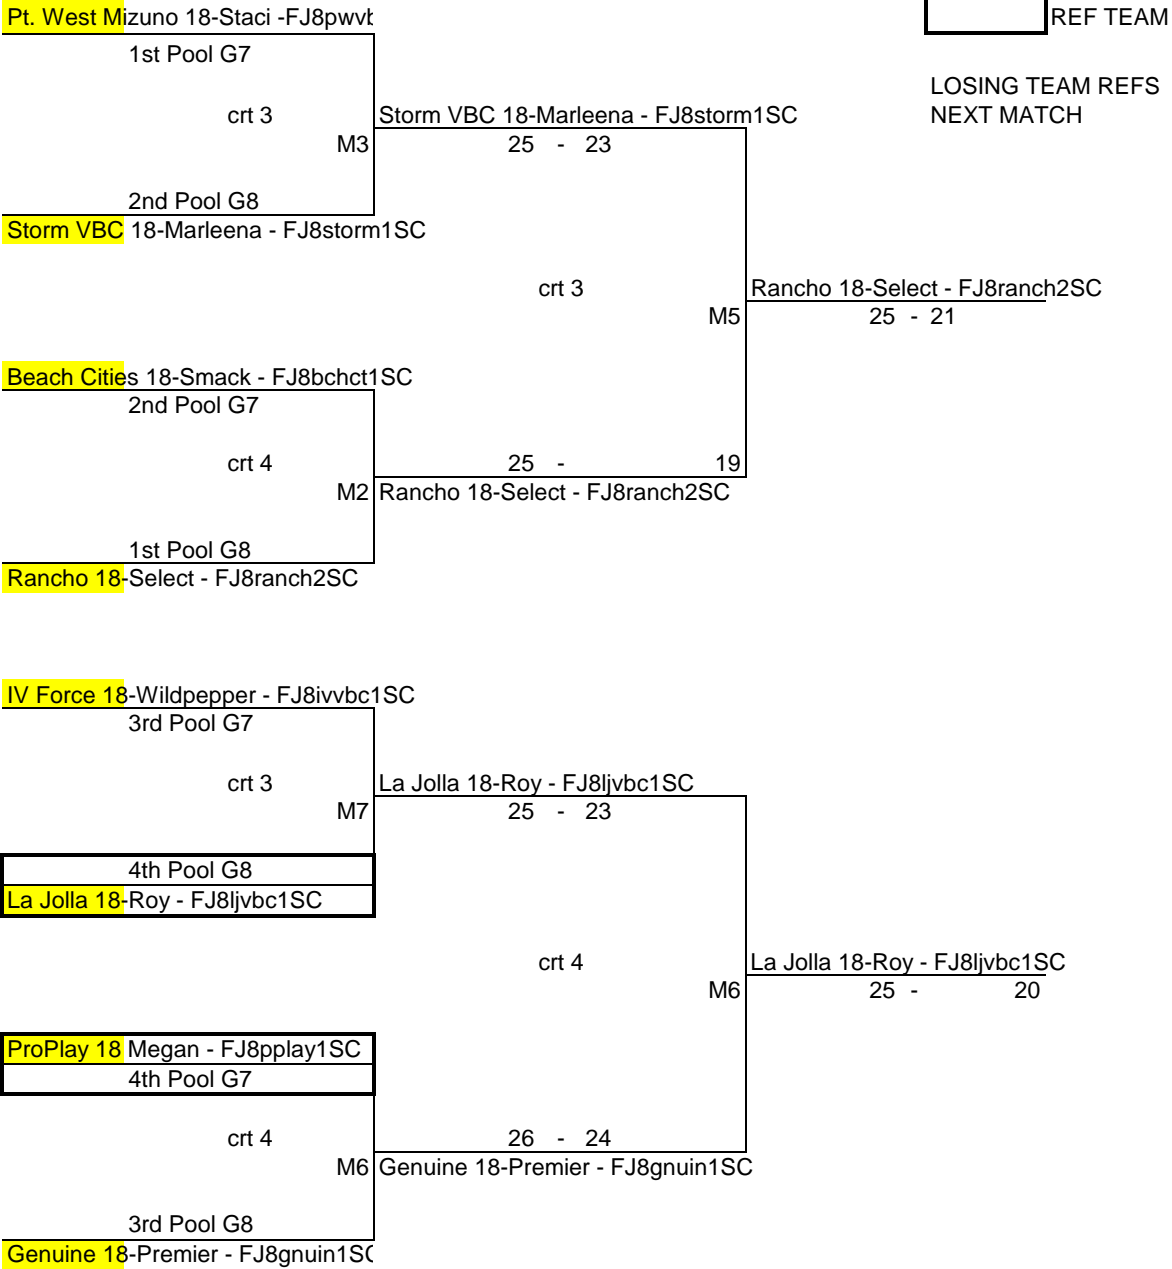 Pt. West Mizuno 18-Staci -FJ8pwvb
REF TEAM
1st Pool G7
LOSING TEAM REFS
crt 3
Storm VBC 18-Marleena - FJ8storm1SC
NEXT MATCH
M3
25 - 23
2nd Pool G8
Storm VBC 18-Marleena - FJ8storm1SC
crt 3
Rancho 18-Select - FJ8ranch2SC
M5
25 - 21
Beach Cities 18-Smack - FJ8bchct1SC
2nd Pool G7
crt 4
25 - 19
M2
Rancho 18-Select - FJ8ranch2SC
1st Pool G8
Rancho 18-Select - FJ8ranch2SC
IV Force 18-Wildpepper - FJ8ivvbc1SC
3rd Pool G7
crt 3
La Jolla 18-Roy - FJ8ljvbc1SC
M7
25 - 23
4th Pool G8
La Jolla 18-Roy - FJ8ljvbc1SC
crt 4
La Jolla 18-Roy - FJ8ljvbc1SC
M6
25 - 20
ProPlay 18 Megan - FJ8pplay1SC
4th Pool G7
crt 4
26 - 24
M6
Genuine 18-Premier - FJ8gnuin1SC
3rd Pool G8
Genuine 18-Premier - FJ8gnuin1SC